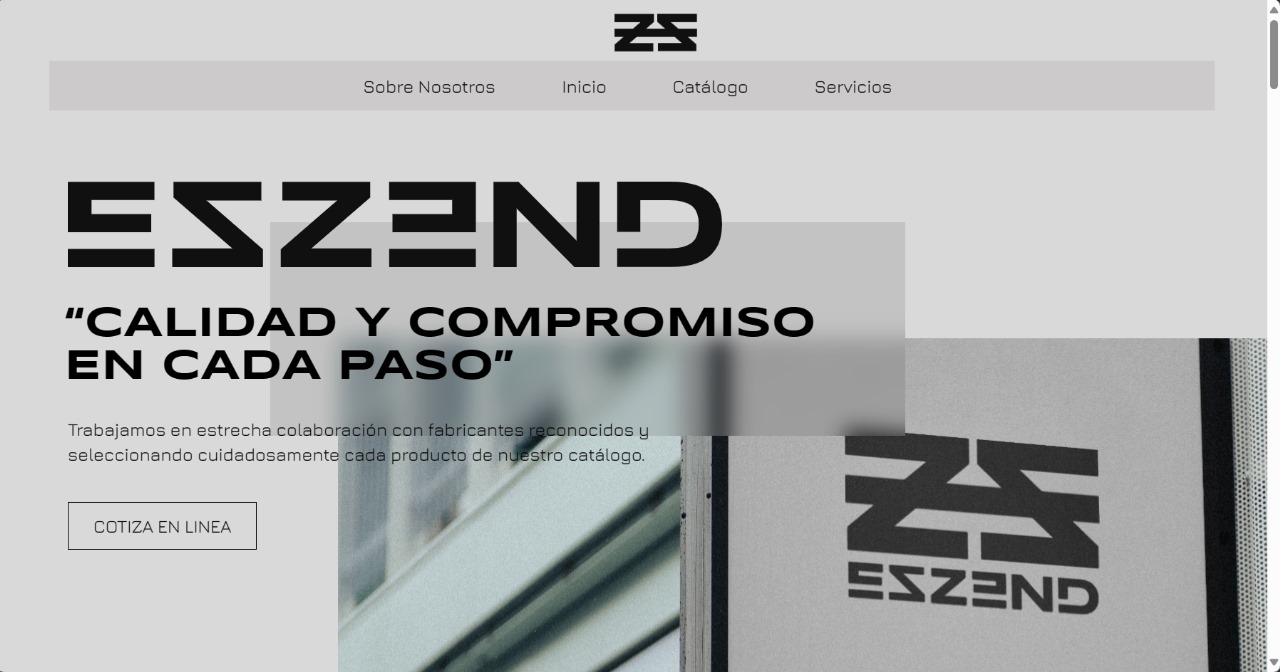 Sobre Nosotros Inicio Catálogo Servicios
ESZEND
“CALIDAD Y COMPROMISO
EN CADA PASO”
Trabajamos en estrecha colaboración con fabricantes reconocidos y
seleccionando cuidadosamente cada producto de nuestro catálogo.
COTIZA EN LINEA
ESZEND